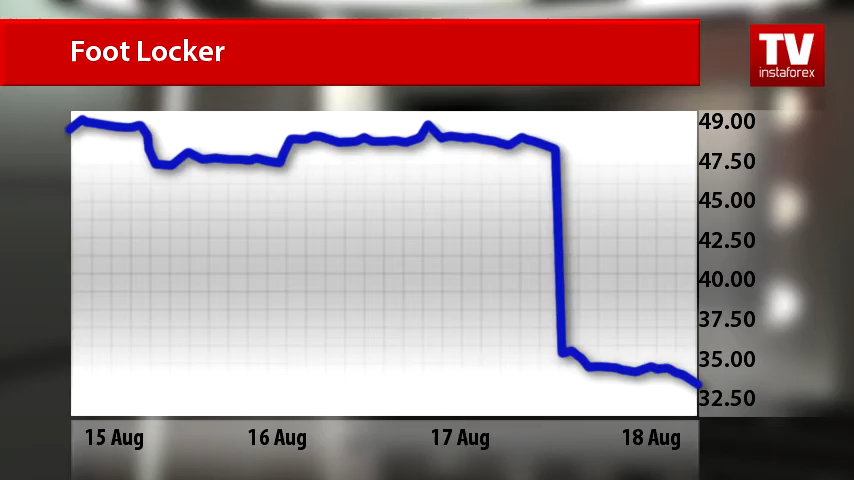 Foot Locker
TV
instaforex
49.00
47.50
45.00
42.50
40.00
37.50
35.00
32.50
15 Aug
16 Aug
17 Aug
18 Aug